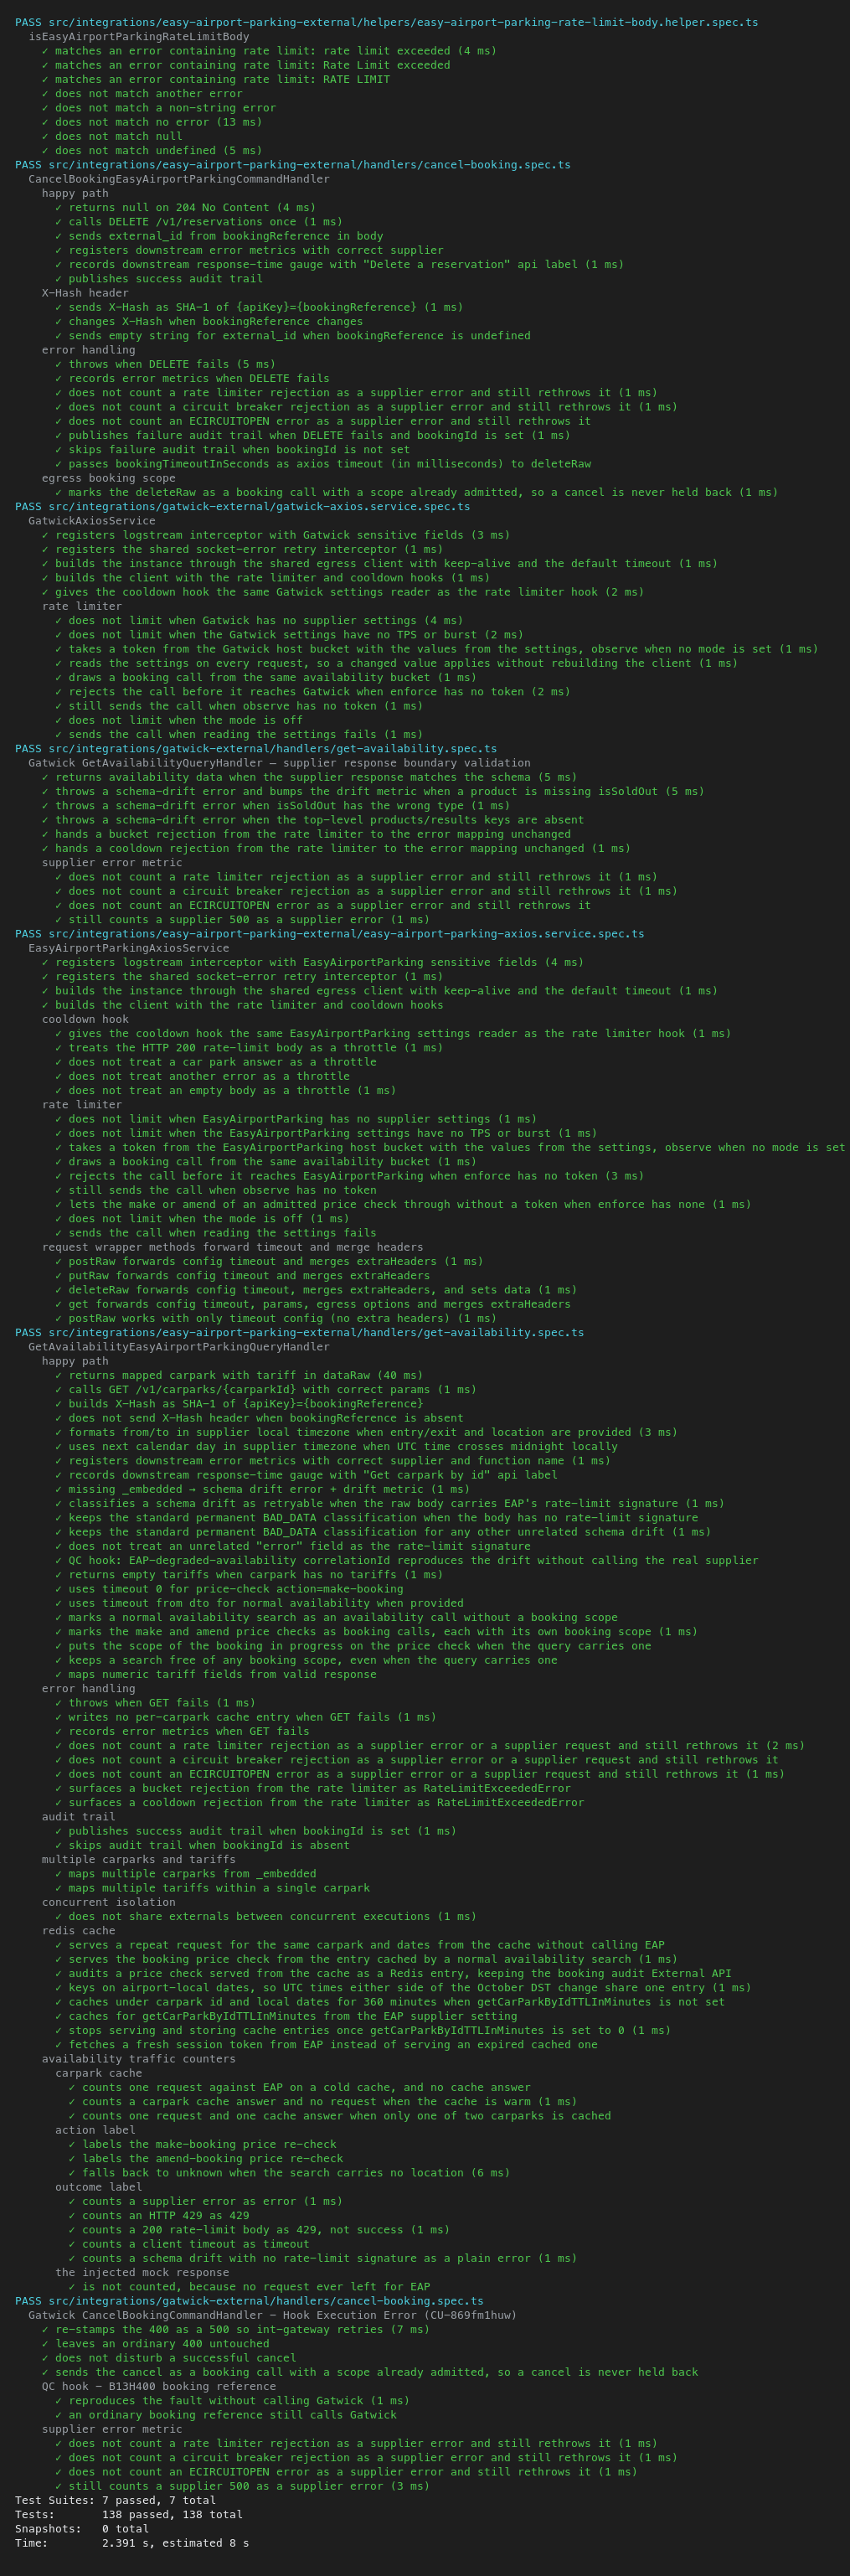 PASS src/integrations/easy-airport-parking-external/helpers/easy-airport-parking-rate-limit-body.helper.spec.ts
isEasyAirportParkingRateLimitBody
✓ matches an error containing rate limit: rate limit exceeded (4 ms)
✓ matches an error containing rate limit: Rate Limit exceeded
✓ matches an error containing rate limit: RATE LIMIT
✓ does not match another error
✓ does not match a non-string error
✓ does not match no error (13 ms)
✓ does not match null
✓ does not match undefined (5 ms)
PASS src/integrations/easy-airport-parking-external/handlers/cancel-booking.spec.ts
CancelBookingEasyAirportParkingCommandHandler
happy path
✓ returns null on 204 No Content (4 ms)
✓ calls DELETE /v1/reservations once (1 ms)
✓ sends external_id from bookingReference in body
✓ registers downstream error metrics with correct supplier
✓ records downstream response-time gauge with "Delete a reservation" api label (1 ms)
✓ publishes success audit trail
X-Hash header
✓ sends X-Hash as SHA-1 of {apiKey}={bookingReference} (1 ms)
✓ changes X-Hash when bookingReference changes
✓ sends empty string for external_id when bookingReference is undefined
error handling
✓ throws when DELETE fails (5 ms)
✓ records error metrics when DELETE fails
✓ does not count a rate limiter rejection as a supplier error and still rethrows it (1 ms)
✓ does not count a circuit breaker rejection as a supplier error and still rethrows it (1 ms)
✓ does not count an ECIRCUITOPEN error as a supplier error and still rethrows it
✓ publishes failure audit trail when DELETE fails and bookingId is set (1 ms)
✓ skips failure audit trail when bookingId is not set
✓ passes bookingTimeoutInSeconds as axios timeout (in milliseconds) to deleteRaw
egress booking scope
✓ marks the deleteRaw as a booking call with a scope already admitted, so a cancel is never held back (1 ms)
PASS src/integrations/gatwick-external/gatwick-axios.service.spec.ts
GatwickAxiosService
✓ registers logstream interceptor with Gatwick sensitive fields (3 ms)
✓ registers the shared socket-error retry interceptor (1 ms)
✓ builds the instance through the shared egress client with keep-alive and the default timeout (1 ms)
✓ builds the client with the rate limiter and cooldown hooks (1 ms)
✓ gives the cooldown hook the same Gatwick settings reader as the rate limiter hook (2 ms)
rate limiter
✓ does not limit when Gatwick has no supplier settings (4 ms)
✓ does not limit when the Gatwick settings have no TPS or burst (2 ms)
✓ takes a token from the Gatwick host bucket with the values from the settings, observe when no mode is set (1 ms)
✓ reads the settings on every request, so a changed value applies without rebuilding the client (1 ms)
✓ draws a booking call from the same availability bucket (1 ms)
✓ rejects the call before it reaches Gatwick when enforce has no token (2 ms)
✓ still sends the call when observe has no token (1 ms)
✓ does not limit when the mode is off
✓ sends the call when reading the settings fails (1 ms)
PASS src/integrations/gatwick-external/handlers/get-availability.spec.ts
Gatwick GetAvailabilityQueryHandler — supplier response boundary validation
✓ returns availability data when the supplier response matches the schema (5 ms)
✓ throws a schema-drift error and bumps the drift metric when a product is missing isSoldOut (5 ms)
✓ throws a schema-drift error when isSoldOut has the wrong type (1 ms)
✓ throws a schema-drift error when the top-level products/results keys are absent
✓ hands a bucket rejection from the rate limiter to the error mapping unchanged
✓ hands a cooldown rejection from the rate limiter to the error mapping unchanged (1 ms)
supplier error metric
✓ does not count a rate limiter rejection as a supplier error and still rethrows it (1 ms)
✓ does not count a circuit breaker rejection as a supplier error and still rethrows it (1 ms)
✓ does not count an ECIRCUITOPEN error as a supplier error and still rethrows it
✓ still counts a supplier 500 as a supplier error (1 ms)
PASS src/integrations/easy-airport-parking-external/easy-airport-parking-axios.service.spec.ts
EasyAirportParkingAxiosService
✓ registers logstream interceptor with EasyAirportParking sensitive fields (4 ms)
✓ registers the shared socket-error retry interceptor (1 ms)
✓ builds the instance through the shared egress client with keep-alive and the default timeout (1 ms)
✓ builds the client with the rate limiter and cooldown hooks
cooldown hook
✓ gives the cooldown hook the same EasyAirportParking settings reader as the rate limiter hook (1 ms)
✓ treats the HTTP 200 rate-limit body as a throttle (1 ms)
✓ does not treat a car park answer as a throttle
✓ does not treat another error as a throttle
✓ does not treat an empty body as a throttle (1 ms)
rate limiter
✓ does not limit when EasyAirportParking has no supplier settings (1 ms)
✓ does not limit when the EasyAirportParking settings have no TPS or burst (1 ms)
✓ takes a token from the EasyAirportParking host bucket with the values from the settings, observe when no mode is set
✓ draws a booking call from the same availability bucket (1 ms)
✓ rejects the call before it reaches EasyAirportParking when enforce has no token (3 ms)
✓ still sends the call when observe has no token
✓ lets the make or amend of an admitted price check through without a token when enforce has none (1 ms)
✓ does not limit when the mode is off (1 ms)
✓ sends the call when reading the settings fails
request wrapper methods forward timeout and merge headers
✓ postRaw forwards config timeout and merges extraHeaders (1 ms)
✓ putRaw forwards config timeout and merges extraHeaders
✓ deleteRaw forwards config timeout, merges extraHeaders, and sets data (1 ms)
✓ get forwards config timeout, params, egress options and merges extraHeaders
✓ postRaw works with only timeout config (no extra headers) (1 ms)
PASS src/integrations/easy-airport-parking-external/handlers/get-availability.spec.ts
GetAvailabilityEasyAirportParkingQueryHandler
happy path
✓ returns mapped carpark with tariff in dataRaw (40 ms)
✓ calls GET /v1/carparks/{carparkId} with correct params (1 ms)
✓ builds X-Hash as SHA-1 of {apiKey}={bookingReference}
✓ does not send X-Hash header when bookingReference is absent
✓ formats from/to in supplier local timezone when entry/exit and location are provided (3 ms)
✓ uses next calendar day in supplier timezone when UTC time crosses midnight locally
✓ registers downstream error metrics with correct supplier and function name (1 ms)
✓ records downstream response-time gauge with "Get carpark by id" api label
✓ missing _embedded → schema drift error + drift metric (1 ms)
✓ classifies a schema drift as retryable when the raw body carries EAP's rate-limit signature (1 ms)
✓ keeps the standard permanent BAD_DATA classification when the body has no rate-limit signature
✓ keeps the standard permanent BAD_DATA classification for any other unrelated schema drift (1 ms)
✓ does not treat an unrelated "error" field as the rate-limit signature
✓ QC hook: EAP-degraded-availability correlationId reproduces the drift without calling the real supplier
✓ returns empty tariffs when carpark has no tariffs (1 ms)
✓ uses timeout 0 for price-check action=make-booking
✓ uses timeout from dto for normal availability when provided
✓ marks a normal availability search as an availability call without a booking scope
✓ marks the make and amend price checks as booking calls, each with its own booking scope (1 ms)
✓ puts the scope of the booking in progress on the price check when the query carries one
✓ keeps a search free of any booking scope, even when the query carries one
✓ maps numeric tariff fields from valid response
error handling
✓ throws when GET fails (1 ms)
✓ writes no per-carpark cache entry when GET fails (1 ms)
✓ records error metrics when GET fails
✓ does not count a rate limiter rejection as a supplier error or a supplier request and still rethrows it (2 ms)
✓ does not count a circuit breaker rejection as a supplier error or a supplier request and still rethrows it
✓ does not count an ECIRCUITOPEN error as a supplier error or a supplier request and still rethrows it (1 ms)
✓ surfaces a bucket rejection from the rate limiter as RateLimitExceededError
✓ surfaces a cooldown rejection from the rate limiter as RateLimitExceededError
audit trail
✓ publishes success audit trail when bookingId is set (1 ms)
✓ skips audit trail when bookingId is absent
multiple carparks and tariffs
✓ maps multiple carparks from _embedded
✓ maps multiple tariffs within a single carpark
concurrent isolation
✓ does not share externals between concurrent executions (1 ms)
redis cache
✓ serves a repeat request for the same carpark and dates from the cache without calling EAP
✓ serves the booking price check from the entry cached by a normal availability search (1 ms)
✓ audits a price check served from the cache as a Redis entry, keeping the booking audit External API
✓ keys on airport-local dates, so UTC times either side of the October DST change share one entry (1 ms)
✓ caches under carpark id and local dates for 360 minutes when getCarParkByIdTTLInMinutes is not set
✓ caches for getCarParkByIdTTLInMinutes from the EAP supplier setting
✓ stops serving and storing cache entries once getCarParkByIdTTLInMinutes is set to 0 (1 ms)
✓ fetches a fresh session token from EAP instead of serving an expired cached one
availability traffic counters
carpark cache
✓ counts one request against EAP on a cold cache, and no cache answer
✓ counts a carpark cache answer and no request when the cache is warm (1 ms)
✓ counts one request and one cache answer when only one of two carparks is cached
action label
✓ labels the make-booking price re-check
✓ labels the amend-booking price re-check
✓ falls back to unknown when the search carries no location (6 ms)
outcome label
✓ counts a supplier error as error (1 ms)
✓ counts an HTTP 429 as 429
✓ counts a 200 rate-limit body as 429, not success (1 ms)
✓ counts a client timeout as timeout
✓ counts a schema drift with no rate-limit signature as a plain error (1 ms)
the injected mock response
✓ is not counted, because no request ever left for EAP
PASS src/integrations/gatwick-external/handlers/cancel-booking.spec.ts
Gatwick CancelBookingCommandHandler - Hook Execution Error (CU-869fm1huw)
✓ re-stamps the 400 as a 500 so int-gateway retries (7 ms)
✓ leaves an ordinary 400 untouched
✓ does not disturb a successful cancel
✓ sends the cancel as a booking call with a scope already admitted, so a cancel is never held back
QC hook - B13H400 booking reference
✓ reproduces the fault without calling Gatwick (1 ms)
✓ an ordinary booking reference still calls Gatwick
supplier error metric
✓ does not count a rate limiter rejection as a supplier error and still rethrows it (1 ms)
✓ does not count a circuit breaker rejection as a supplier error and still rethrows it (1 ms)
✓ does not count an ECIRCUITOPEN error as a supplier error and still rethrows it (1 ms)
✓ still counts a supplier 500 as a supplier error (3 ms)
Test Suites: 7 passed, 7 total
Tests: 138 passed, 138 total
Snapshots: 0 total
Time: 2.391 s, estimated 8 s